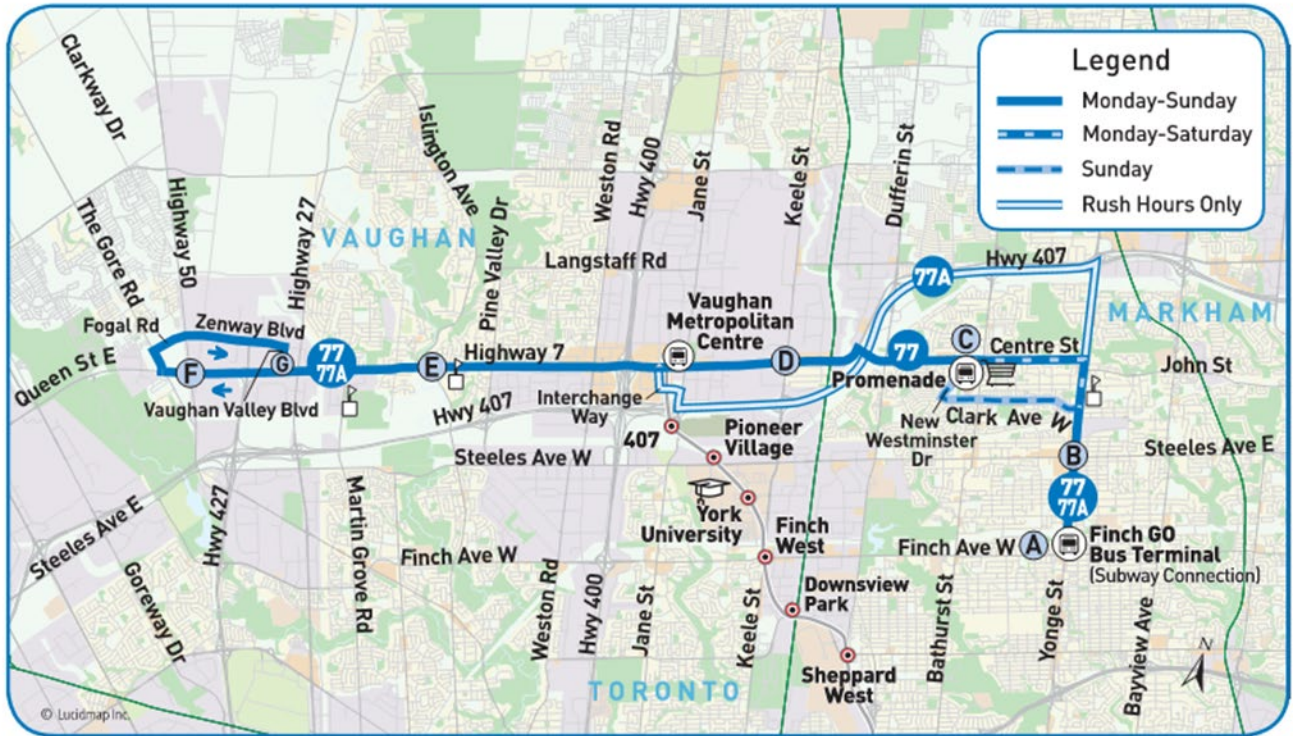 Legend
Monday-Sunday
Monday-Saturday
Sunday
Rush Hours Only
Clarkway Dr
The Gore Rd
Highway 50
Highway 27
Islington Ave
Pine Valley Dr
Weston Rd
Hwy 400
Jane St
Keele St
Dufferin St
VAUGHAN
Langstaff Rd
Hwy 407
77A
MARKHAM
Vaughan
Metropolitan
Centre
Fogal Rd
Zenway Blvd
Queen St E
F
G
77
77A
E
Highway 7
D
77
C
Centre St
John St
Promenade
Vaughan Valley Blvd
Hwy 407
Interchange
Way
407
New
Westminster
Dr
Clark Ave W
Pioneer
Village
Steeles Ave W
Steeles Ave E
B
77
77A
York
University
Steeles Ave E
Hwy 427
Martin Grove Rd
Finch Ave W
Finch
West
Finch Ave W
A
Finch GO
Bus Terminal
(Subway Connection)
Goreway Dr
Weston Rd
Hwy 400
Jane St
Keele St
Downsview
Park
Bathurst St
Yonge St
Bayview Ave
Sheppard
West
TORONTO
N
© Lucidmap Inc.